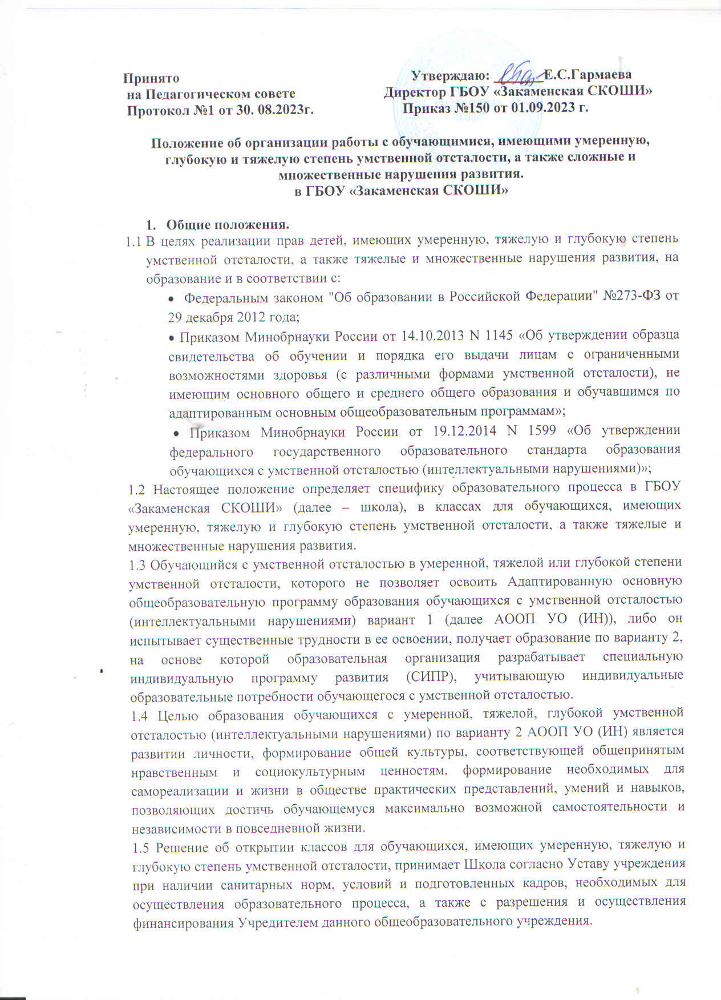 Принято
на Педагогическом совете
Протокол №1 от 30. 08.2023г.
Утверждаю: Е.С.Гармаева
Директор ГБОУ «Закаменская СКОШИ»
Приказ №150 от 01.09.2023 г.
Положение об организации работы с обучающимися, имеющими умеренную,
глубокую и тяжелую степень умственной отсталости, а также сложные и
множественные нарушения развития.
в ГБОУ «Закаменская СКОШИ»
1. Общие положения.
1.1 В целях реализации прав детей, имеющих умеренную, тяжелую и глубокую степень
умственной отсталости, а также тяжелые и множественные нарушения развития, на
образование и в соответствии с:
• Федеральным законом "Об образовании в Российской Федерации" №273-ФЗ от
29 декабря 2012 года;
• Приказом Минобрнауки России от 14.10.2013 N 1145 «Об утверждении образца
свидетельства об обучении и порядка его выдачи лицам с ограниченными
возможностями здоровья (с различными формами умственной отсталости), не
имеющим основного общего и среднего общего образования и обучавшимся по
адаптированным основным общеобразовательным программам»;
• Приказом Минобрнауки России от 19.12.2014 N 1599 «Об утверждении
федерального государственного образовательного стандарта образования
обучающихся с умственной отсталостью (интеллектуальными нарушениями)»;
1.2 Настоящее положение определяет специфику образовательного процесса в ГБОУ
«Закаменская СКОШИ» (далее – школа), в классах для обучающихся, имеющих
умеренную, тяжелую и глубокую степень умственной отсталости, а также тяжелые и
множественные нарушения развития.
1.3 Обучающийся с умственной отсталостью в умеренной, тяжелой или глубокой степени
умственной отсталости, которого не позволяет освоить Адаптированную основную
общеобразовательную программу образования обучающихся с умственной отсталостью
(интеллектуальными нарушениями) вариант 1 (далее АООП УО (ИН)), либо он
испытывает существенные трудности в ее освоении, получает образование по варианту 2,
на основе которой образовательная организация разрабатывает специальную
индивидуальную программу развития (СИПР), учитывающую индивидуальные
образовательные потребности обучающегося с умственной отсталостью.
1.4 Целью образования обучающихся с умеренной, тяжелой, глубокой умственной
отсталостью (интеллектуальными нарушениями) по варианту 2 АООП УО (ИН) является
развитии личности, формирование общей культуры, соответствующей общепринятым
нравственным и социокультурным ценностям, формирование необходимых для
самореализации и жизни в обществе практических представлений, умений и навыков,
позволяющих достичь обучающемуся максимально возможной самостоятельности и
независимости в повседневной жизни.
1.5 Решение об открытии классов для обучающихся, имеющих умеренную, тяжелую и
глубокую степень умственной отсталости, принимает Школа согласно Уставу учреждения
при наличии санитарных норм, условий и подготовленных кадров, необходимых для
осуществления образовательного процесса, а также с разрешения и осуществления
финансирования Учредителем данного общеобразовательного учреждения.